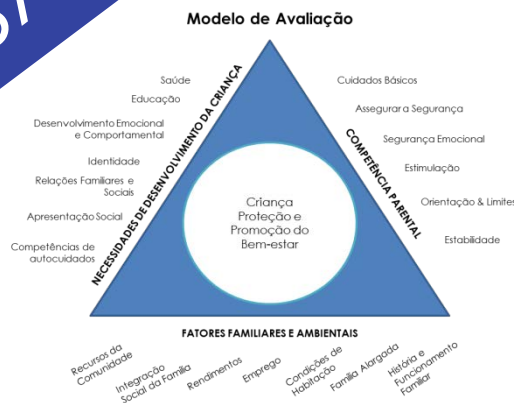 Modelo de Avaliação
Saúde
Educação
Desenvolvimento Emocional
e Comportamental
Identidade
Relações Familiares e
Sociais
Apresentação Social
Competências de
autocuidados
NECESSIDADES DE DESENVOLVIMENTO DA CRIANÇA
Criança
Proteção e
Promoção do
Bem-estar
COMPETÊNCIA PARENTAL
Cuidados Básicos
Assegurar a Segurança
Segurança Emocional
Estimulação
Orientação & Limites
Estabilidade
FATORES FAMILIARES E AMBIENTAIS
Recursos da
Comunidade
Integração
Social da Família
Rendimentos
Emprego
Condições de
Habitação
Família Alargada
História e
Funcionamento
Familiar